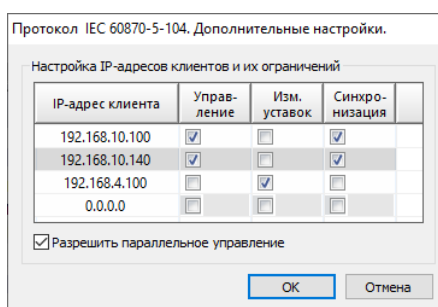 Протокол IEC 60870-5-104. Дополнительные настройки.
Настройка IP-адресов клиентов и их ограничений
IP-адрес клиента Управ-ление Изм. уставок Синхро-низация
192.168.10.100
192.168.10.140
192.168.4.100
0.0.0.0
Разрешить параллельное управление
OK Отмена